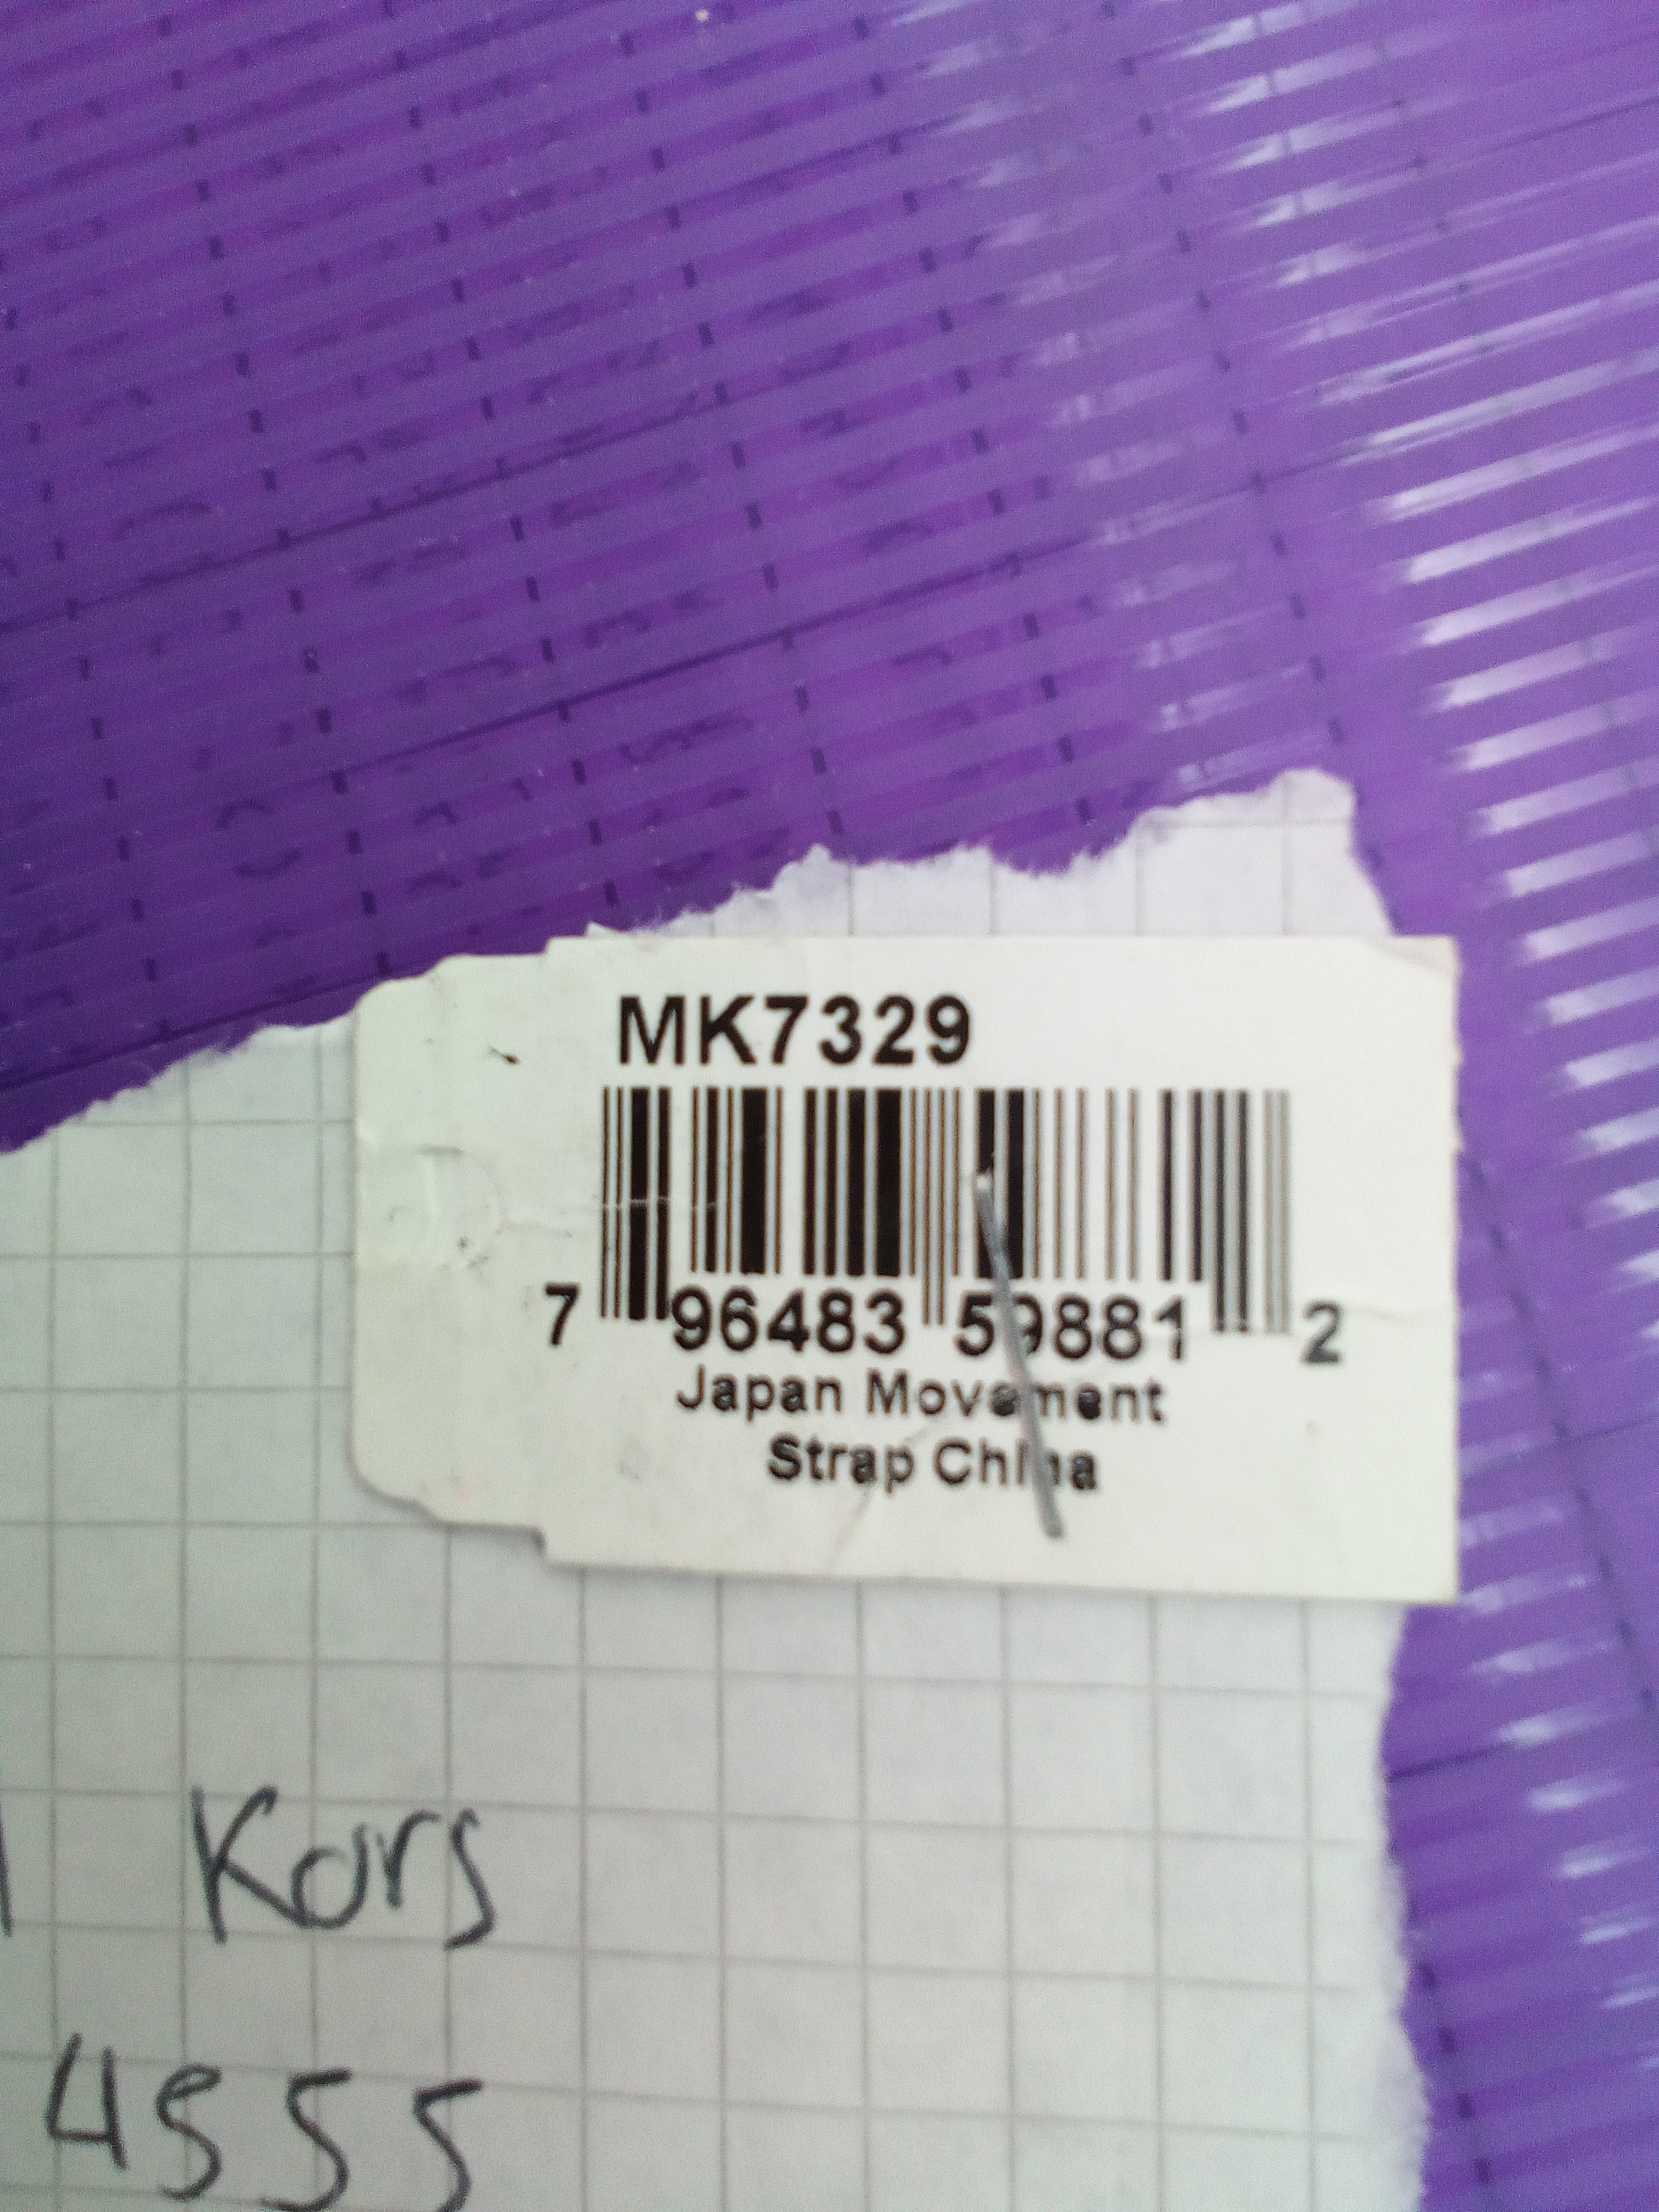 MK7329
7 96483 59881 2
Japan Movement
Strap China
Kors
4555